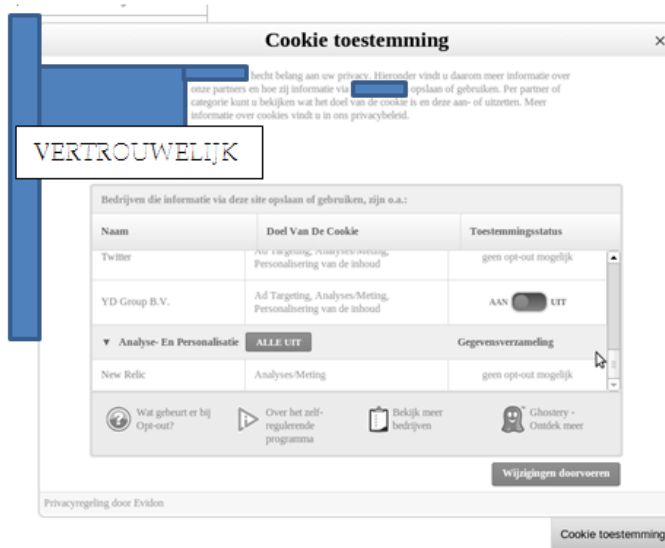 Cookie toestemming
×
hecht belang aan uw privacy. Hieronder vindt u daarom meer informatie over
onze partners en hoe zij informatie via opslaan of gebruiken. Per partner of
categorie kunt u bekijken wat het doel van de cookie is en deze aan- of uitzetten. Meer
informatie over cookies vindt u in ons privacybeleid.
VERTROUWELIJK
Bedrijven die informatie via deze site opslaan of gebruiken, zijn o.a.:
Naam Doel Van De Cookie Toestemmingsstatus
Twitter Ad Targeting, Analyses/Meting, geen opt-out mogelijk
Personalisering van de inhoud
YD Group B.V. Ad Targeting, Analyses/Meting, AAN UIT
Personalisering van de inhoud
▼ Analyse- En Personalisatie ALLE UIT Gegevensverzameling
New Relic Analyses/Meting geen opt-out mogelijk
Wat gebeurt er bij Over het zelf- Bekijk meer Ghostery -
Opt-out? regulerende bedrijven Ontdek meer
programma
Wijzigingen doorvoeren
Privacyregeling door Evidon
Cookie toestemming